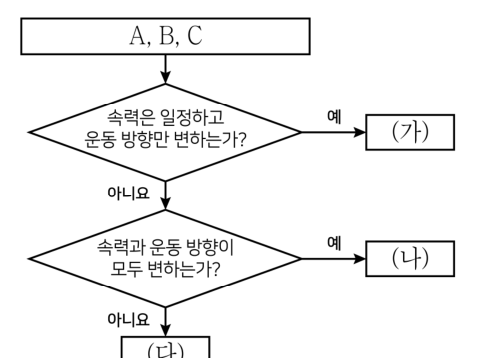 A, B, C
속력은 일정하고
운동 방향만 변하는가?
예
(가)
아니요
속력과 운동 방향이
모두 변하는가?
예
(나)
아니요
(다)